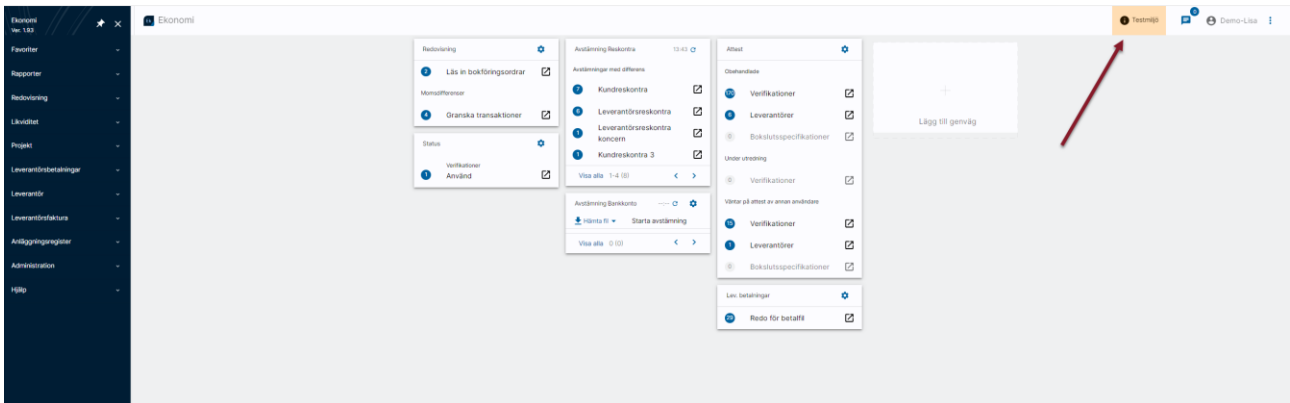 Ekonomi
Ver. 1.93
Favoriter
Rapporter
Redovisning
Likviditet
Projekt
Leverantörsbetalningar
Leverantör
Leverantörsfaktura
Anläggningsregister
Administration
Hjälp
Ekonomi
Testmiljö
0
Demo-Lisa
Redovisning
2 Läs in bokföringsordrar
Momsdifferenser
4 Granska transaktioner
Status
Verifikationer
1 Använd
Avstämning Reskontra 13:43
Avstämningar med differens
7 Kundreskontra
6 Leverantörsreskontra
1 Leverantörsreskontra
koncern
1 Kundreskontra 3
Visa alla 1-4 (8)
Avstämning Bankkonto --:--
Hämta fil Starta avstämning
Visa alla 0 (0)
Attest
Obehandlade
170 Verifikationer
6 Leverantörer
0 Bokslutsspecifikationer
Under utredning
0 Verifikationer
Väntar på attest av annan användare
15 Verifikationer
1 Leverantörer
0 Bokslutsspecifikationer
Lev. betalningar
29 Redo för betalfil
Lägg till genväg